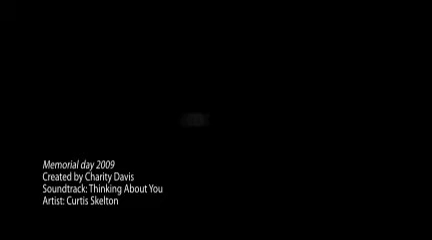 Memorial day 2009
Created by Charity Davis
Soundtrack: Thinking About You
Artist: Curtis Skelton